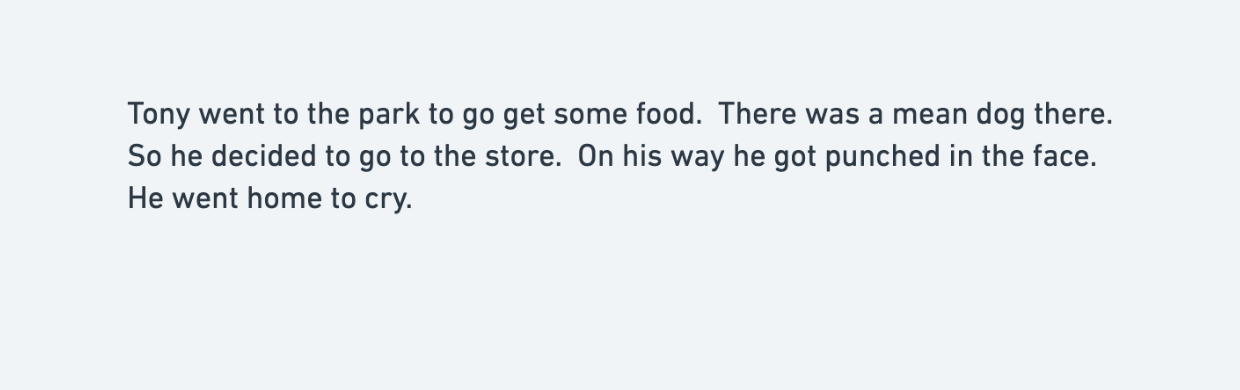 Tony went to the park to go get some food.  There was a mean dog there.
So he decided to go to the store.  On his way he got punched in the face.
He went home to cry.